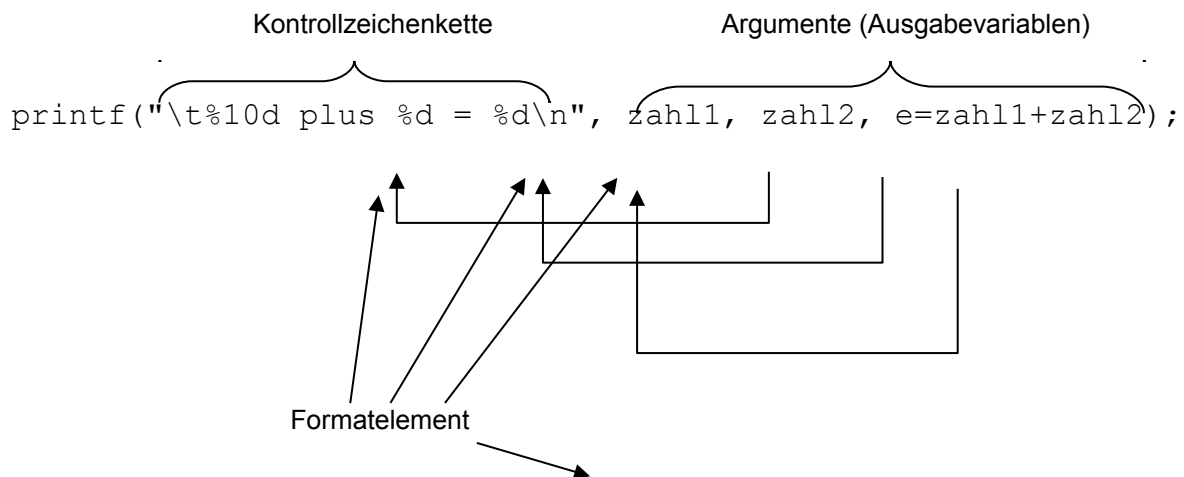 Kontrollzeichenkette Argumente (Ausgabevariablen)
printf("\t%10d plus %d = %d\n", zahl1, zahl2, e=zahl1+zahl2);
Formatelement